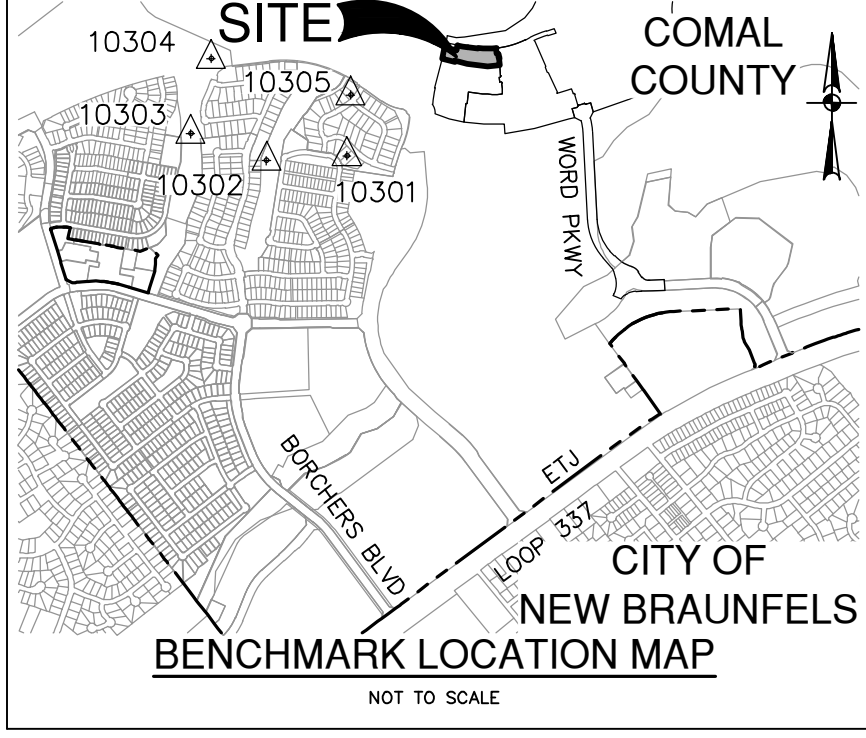 SITE
COMAL
COUNTY
10304
10305
10303
10302
10301
WORD PKWY
BORCHERS BLVD
ETJ
LOOP 337
CITY OF
NEW BRAUNFELS
BENCHMARK LOCATION MAP
NOT TO SCALE